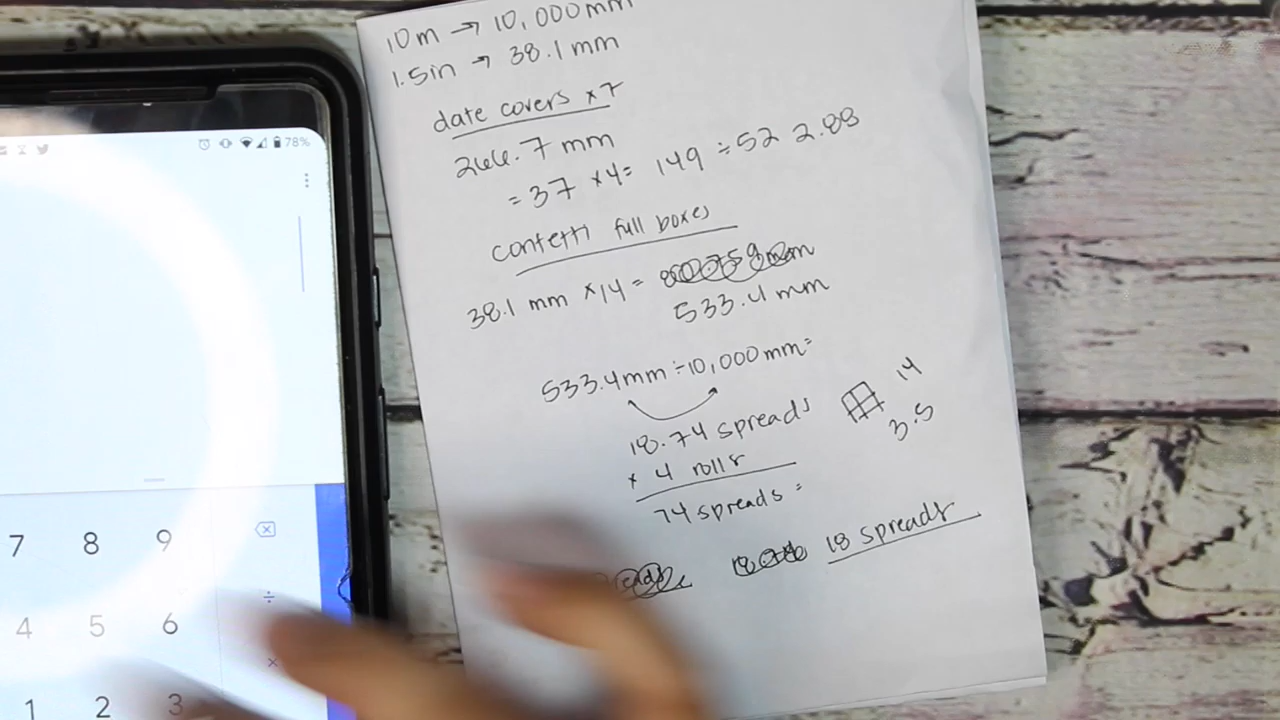 10m → 10,000mm
1.5in → 38.1 mm
date covers x7
266.7 mm
= 37 x4= 149 ÷52 2.88
confetti full boxes
38.1 mm x14 =
533.4 mm
533.4mm ÷10,000mm=
18.74 spreads
x 4 rolls
74 spreads =
14
3.5
18 spreads
78%
7 8 9
÷
4 5 6
×
1 2 3